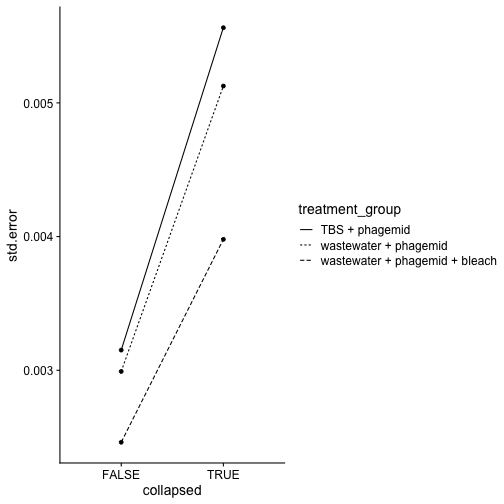 std.error
0.005
0.004
0.003
FALSE
TRUE
collapsed
treatment_group
TBS + phagemid
wastewater + phagemid
wastewater + phagemid + bleach